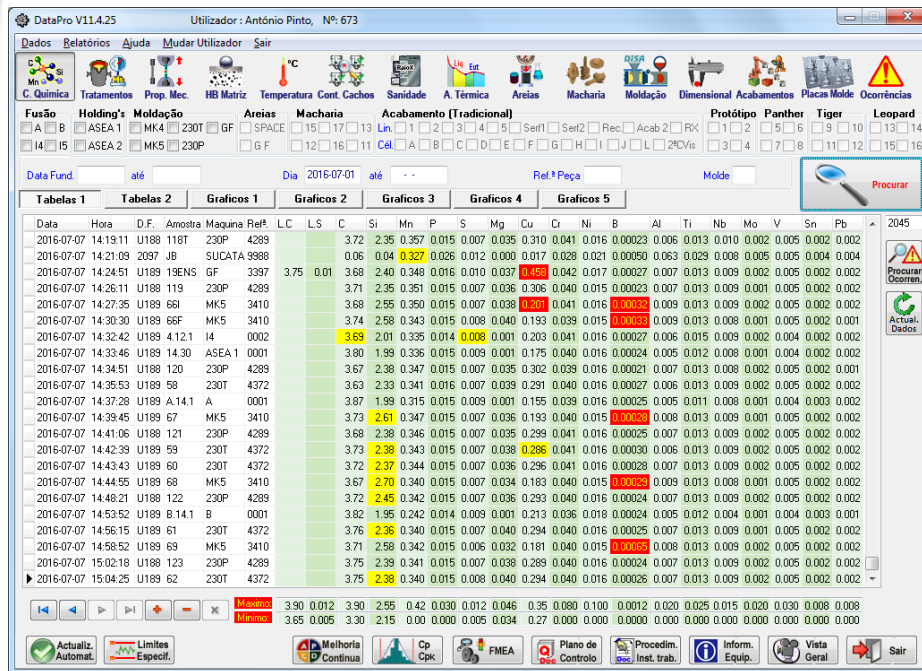 DataPro V11.4.25 Utilizador : António Pinto, Nº: 673
Dados Relatórios Ajuda Mudar Utilizador Sair
C. Química Tratamentos Prop. Mec. HB Matriz Temperatura Cont. Cachos Sanidade A. Térmica Areias Macharia Moldação Dimensional Acabamentos Placas Molde Ocorrências
Fusão Holding's Moldação Areias Macharia Acabamento (Tradicional) Protótipo Panther Tiger Leopard
A B ASEA 1 MK4 230T GF SPACE 15 17 13 Lin. 1 2 3 4 5 Serf1 Serf2 Rec. Acab 2 RX 1 2 5 6 9 10 13 14
I4 I5 ASEA 2 MK5 230P G F 12 16 11 Cél. A B C D E F G H I J L 2ªCVis 3 4 7 8 11 12 15 16
Data Fund. até Dia 2016-07-01 até - - Ref.ª Peça Molde Procurar
Tabelas 1 Tabelas 2 Graficos 1 Graficos 2 Graficos 3 Graficos 4 Graficos 5
Data Hora D.F. Amostra Maquina Refª. L.C L.S C Si Mn P S Mg Cu Cr Ni B Al Ti Nb Mo V Sn Pb 2045
2016-07-07 14:19:11 U188 118T 230P 4289 3.72 2.35 0.357 0.015 0.007 0.035 0.310 0.041 0.016 0.00023 0.006 0.013 0.010 0.002 0.005 0.002 0.002
2016-07-07 14:21:09 2097 JB SUCATA 9988 0.06 0.04 0.327 0.026 0.012 0.000 0.017 0.028 0.021 0.00050 0.063 0.029 0.008 0.005 0.005 0.004 0.004
2016-07-07 14:24:51 U189 19ENS GF 3397 3.75 0.01 3.68 2.40 0.348 0.016 0.010 0.037 0.458 0.042 0.017 0.00027 0.007 0.013 0.009 0.002 0.005 0.002 0.002
2016-07-07 14:26:11 U188 119 230P 4289 3.71 2.35 0.351 0.015 0.007 0.036 0.306 0.040 0.015 0.00023 0.007 0.013 0.009 0.001 0.005 0.002 0.002
2016-07-07 14:27:35 U189 66I MK5 3410 3.68 2.55 0.350 0.015 0.007 0.038 0.201 0.041 0.016 0.00032 0.009 0.013 0.008 0.002 0.005 0.002 0.002
2016-07-07 14:30:30 U189 66F MK5 3410 3.74 2.58 0.343 0.015 0.008 0.040 0.193 0.039 0.015 0.00033 0.009 0.013 0.008 0.001 0.005 0.002 0.001
2016-07-07 14:32:42 U189 4.12.1 I4 0002 3.69 2.01 0.335 0.014 0.008 0.001 0.203 0.041 0.016 0.00027 0.006 0.015 0.009 0.002 0.004 0.002 0.002
2016-07-07 14:33:46 U189 14.30 ASEA 1 0001 3.80 1.99 0.336 0.015 0.009 0.001 0.175 0.040 0.016 0.00024 0.005 0.012 0.008 0.001 0.004 0.002 0.002
2016-07-07 14:34:51 U188 120 230P 4289 3.67 2.38 0.347 0.015 0.007 0.035 0.302 0.039 0.016 0.00021 0.007 0.013 0.008 0.002 0.005 0.002 0.001
2016-07-07 14:35:53 U189 58 230T 4372 3.63 2.33 0.341 0.016 0.007 0.039 0.291 0.040 0.016 0.00027 0.006 0.013 0.009 0.002 0.005 0.002 0.002
2016-07-07 14:37:28 U189 A.14.1 A 0001 3.87 1.99 0.315 0.015 0.009 0.001 0.155 0.039 0.016 0.00025 0.005 0.011 0.008 0.001 0.004 0.003 0.002
2016-07-07 14:39:45 U189 67 MK5 3410 3.73 2.61 0.347 0.015 0.007 0.036 0.193 0.040 0.015 0.00028 0.008 0.013 0.009 0.002 0.005 0.002 0.002
2016-07-07 14:41:06 U188 121 230P 4289 3.68 2.38 0.346 0.015 0.007 0.035 0.299 0.041 0.016 0.00025 0.007 0.013 0.009 0.002 0.005 0.002 0.002
2016-07-07 14:42:39 U189 59 230T 4372 3.73 2.38 0.343 0.015 0.007 0.038 0.286 0.041 0.016 0.00030 0.006 0.013 0.009 0.002 0.005 0.002 0.002
2016-07-07 14:43:43 U189 60 230T 4372 3.72 2.37 0.344 0.015 0.007 0.036 0.296 0.041 0.016 0.00028 0.007 0.013 0.009 0.002 0.005 0.002 0.002
2016-07-07 14:44:55 U189 68 MK5 3410 3.67 2.70 0.340 0.015 0.007 0.034 0.183 0.040 0.015 0.00029 0.007 0.013 0.009 0.001 0.005 0.002 0.002
2016-07-07 14:48:21 U188 122 230P 4289 3.72 2.45 0.342 0.015 0.007 0.036 0.293 0.040 0.016 0.00024 0.007 0.013 0.009 0.002 0.005 0.002 0.002
2016-07-07 14:53:52 U189 B.14.1 B 0001 3.82 1.95 0.242 0.014 0.009 0.001 0.213 0.036 0.018 0.00024 0.005 0.012 0.004 0.001 0.004 0.003 0.001
2016-07-07 14:56:15 U189 61 230T 4372 3.76 2.36 0.340 0.015 0.007 0.040 0.294 0.040 0.016 0.00025 0.007 0.013 0.009 0.001 0.005 0.002 0.002
2016-07-07 14:58:52 U189 69 MK5 3410 3.71 2.58 0.342 0.015 0.006 0.032 0.181 0.040 0.015 0.00065 0.008 0.013 0.009 0.002 0.005 0.002 0.002
2016-07-07 15:02:18 U188 123 230P 4289 3.75 2.39 0.341 0.015 0.007 0.038 0.289 0.040 0.016 0.00024 0.007 0.013 0.009 0.002 0.005 0.002 0.002
2016-07-07 15:04:25 U189 62 230T 4372 3.75 2.38 0.340 0.015 0.008 0.040 0.294 0.040 0.016 0.00026 0.007 0.013 0.009 0.002 0.005 0.002 0.002
Procurar
Ocorren.
Actual.
Dados
Maximo: 3.90 0.012 3.90 2.55 0.42 0.030 0.012 0.046 0.35 0.080 0.100 0.0012 0.020 0.025 0.015 0.020 0.030 0.008 0.006
Minimo: 3.65 0.005 3.30 2.15 0.00 0.000 0.005 0.034 0.27 0.000 0.000 0.0000 0.000 0.000 0.000 0.000 0.000 0.000 0.000
Actualiz. Automat. Limites Especif. Melhoria Continua Cp Cpk FMEA Plano de Controlo Procedim. Inst. trab. Inform. Equip. Vista Geral Sair